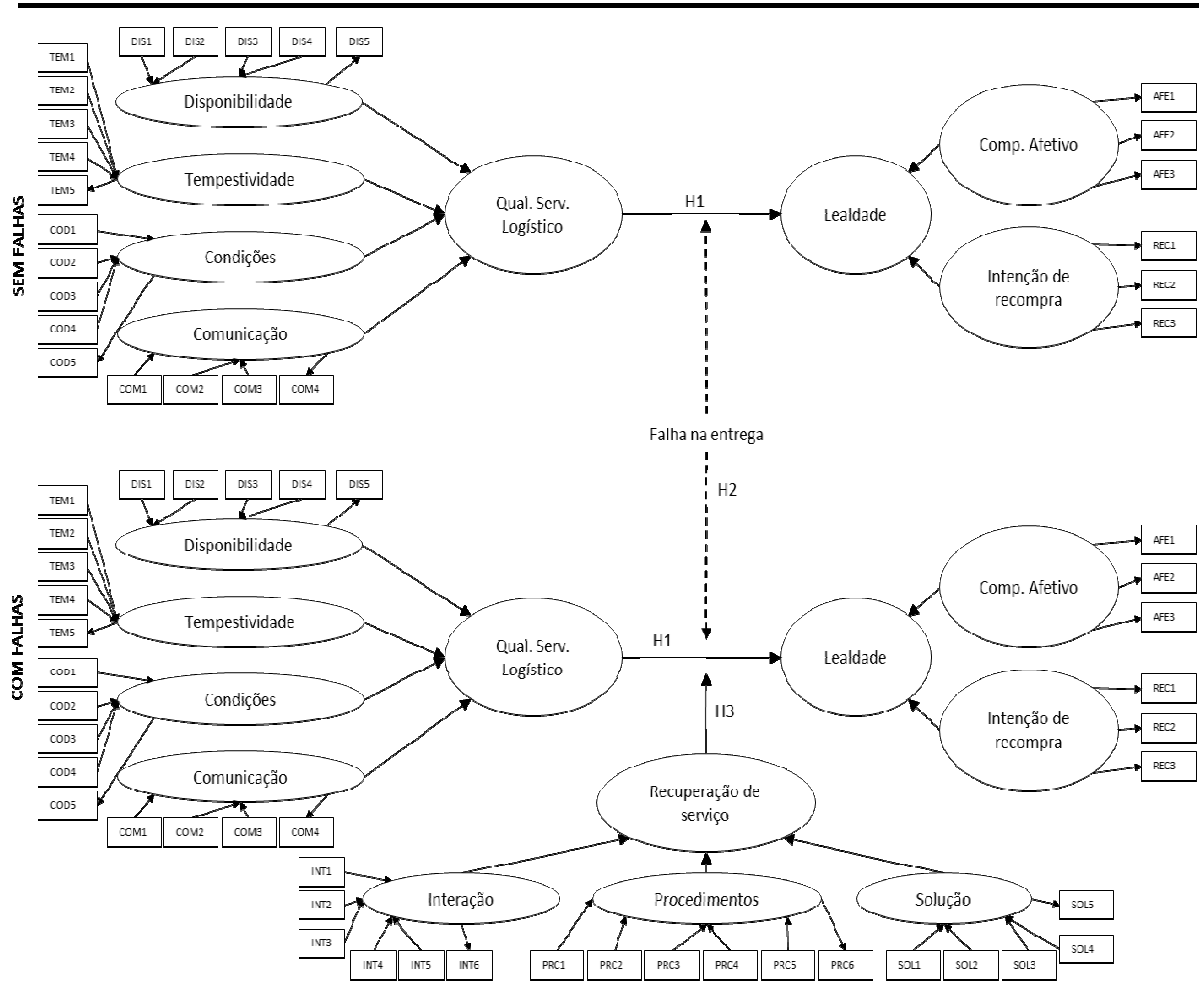 SEM FALHAS
DIS1
DIS2
DIS3
DIS4
DIS5
TEM1
TEM2
TEM3
TEM4
TEM5
COD1
COD2
COD3
COD4
COD5
COM1
COM2
COM3
COM4
Disponibilidade
Tempestividade
Condições
Comunicação
Qual. Serv.
Logístico
H1
Lealdade
Comp. Afetivo
Intenção de
recompra
AFE1
AFE2
AFE3
REC1
REC2
REC3
Falha na entrega
H2
COM FALHAS
DIS1
DIS2
DIS3
DIS4
DIS5
TEM1
TEM2
TEM3
TEM4
TEM5
COD1
COD2
COD3
COD4
COD5
COM1
COM2
COM3
COM4
Disponibilidade
Tempestividade
Condições
Comunicação
Qual. Serv.
Logístico
H1
Lealdade
Comp. Afetivo
Intenção de
recompra
AFE1
AFE2
AFE3
REC1
REC2
REC3
H3
Recuperação de
serviço
Interação
Procedimentos
Solução
INT1
INT2
INT3
INT4
INT5
INT6
PRC1
PRC2
PRC3
PRC4
PRC5
PRC6
SOL1
SOL2
SOL3
SOL4
SOL5